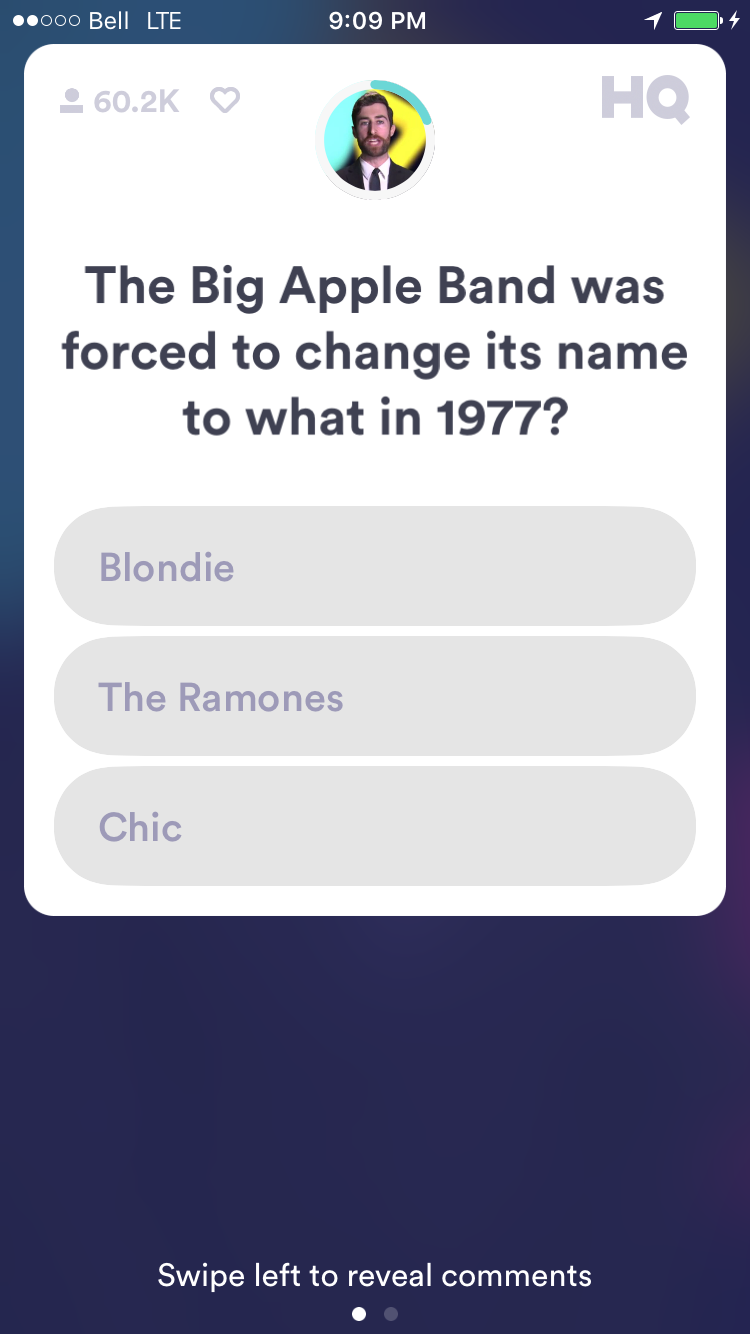 Bell LTE 9:09 PM
60.2K HQ
The Big Apple Band was
forced to change its name
to what in 1977?
Blondie
The Ramones
Chic
Swipe left to reveal comments